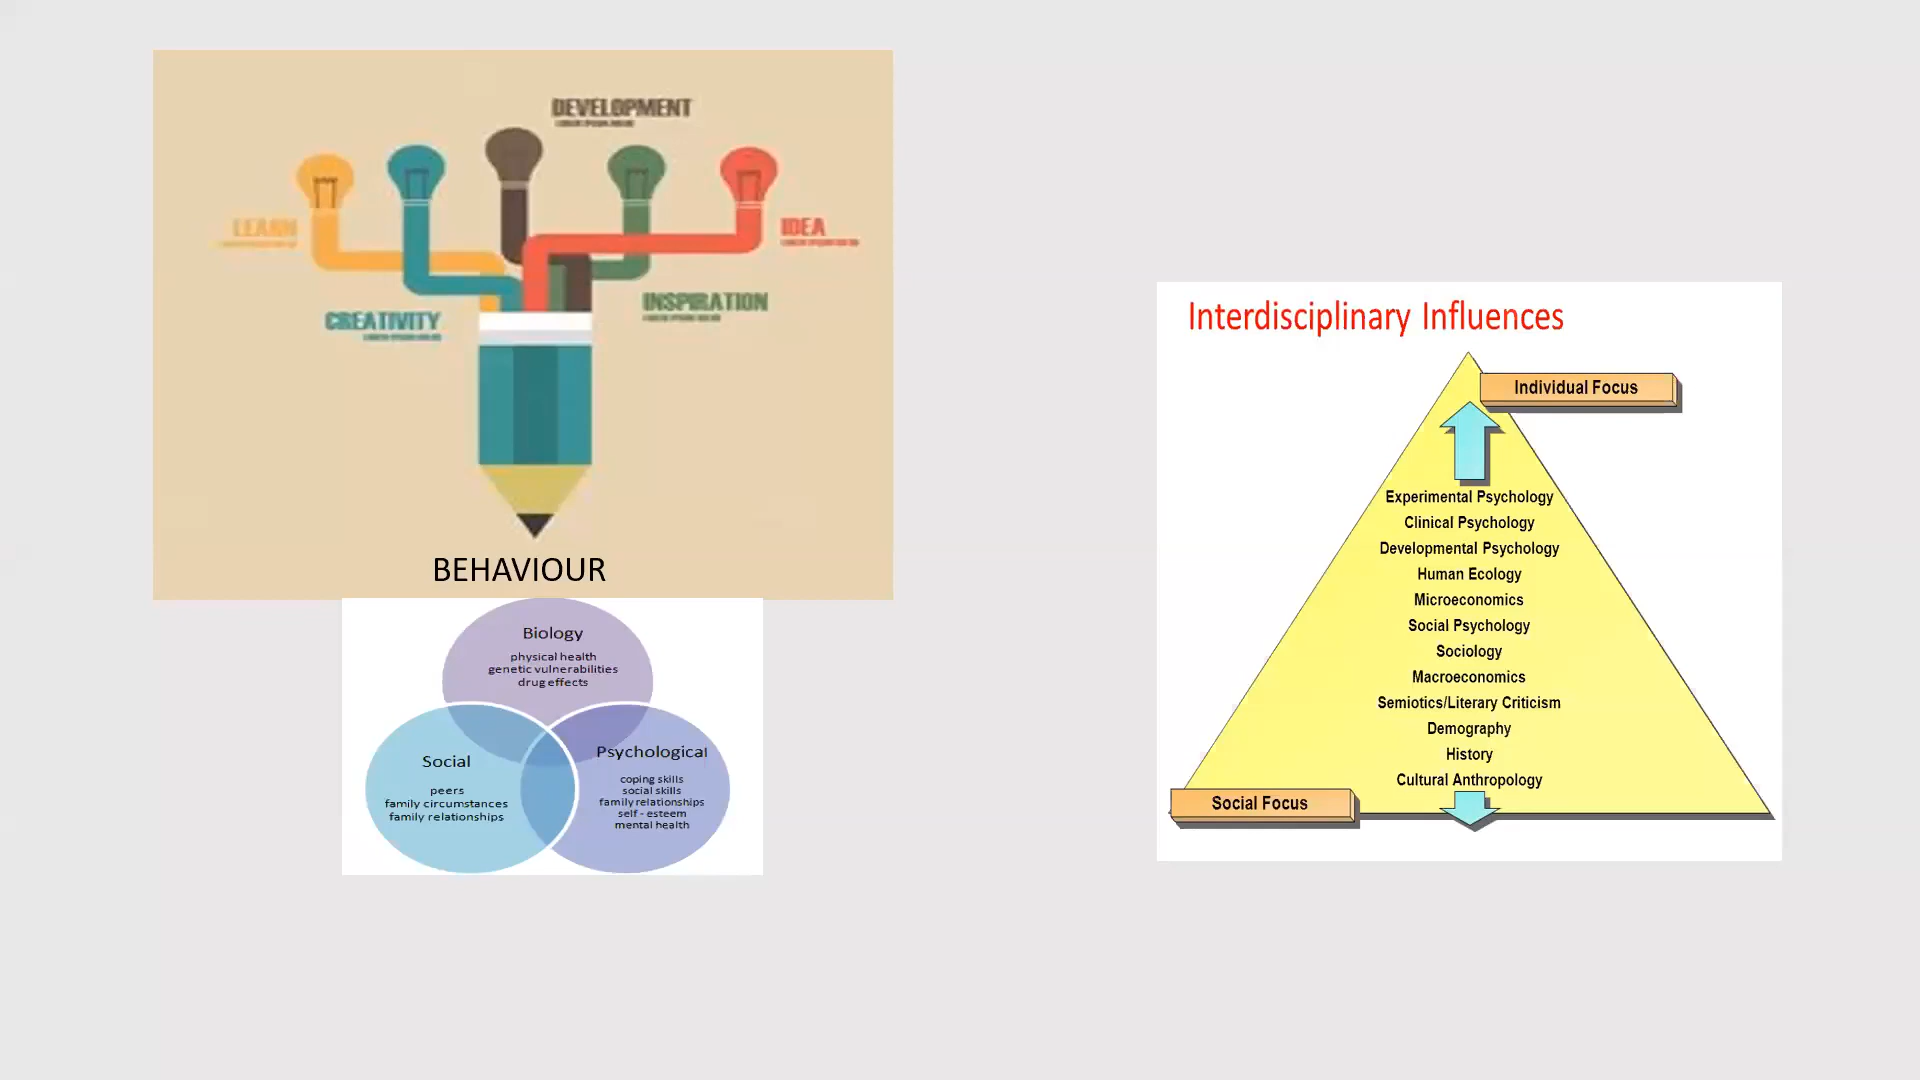 DEVELOPMENT
LEARN
IDEA
CREATIVITY
INSPIRATION
BEHAVIOUR
Biology
physical health
genetic vulnerabilities
drug effects
Social
peers
family circumstances
family relationships
Psychological
coping skills
social skills
family relationships
self - esteem
mental health
Interdisciplinary Influences
Individual Focus
Experimental Psychology
Clinical Psychology
Developmental Psychology
Human Ecology
Microeconomics
Social Psychology
Sociology
Macroeconomics
Semiotics/Literary Criticism
Demography
History
Cultural Anthropology
Social Focus